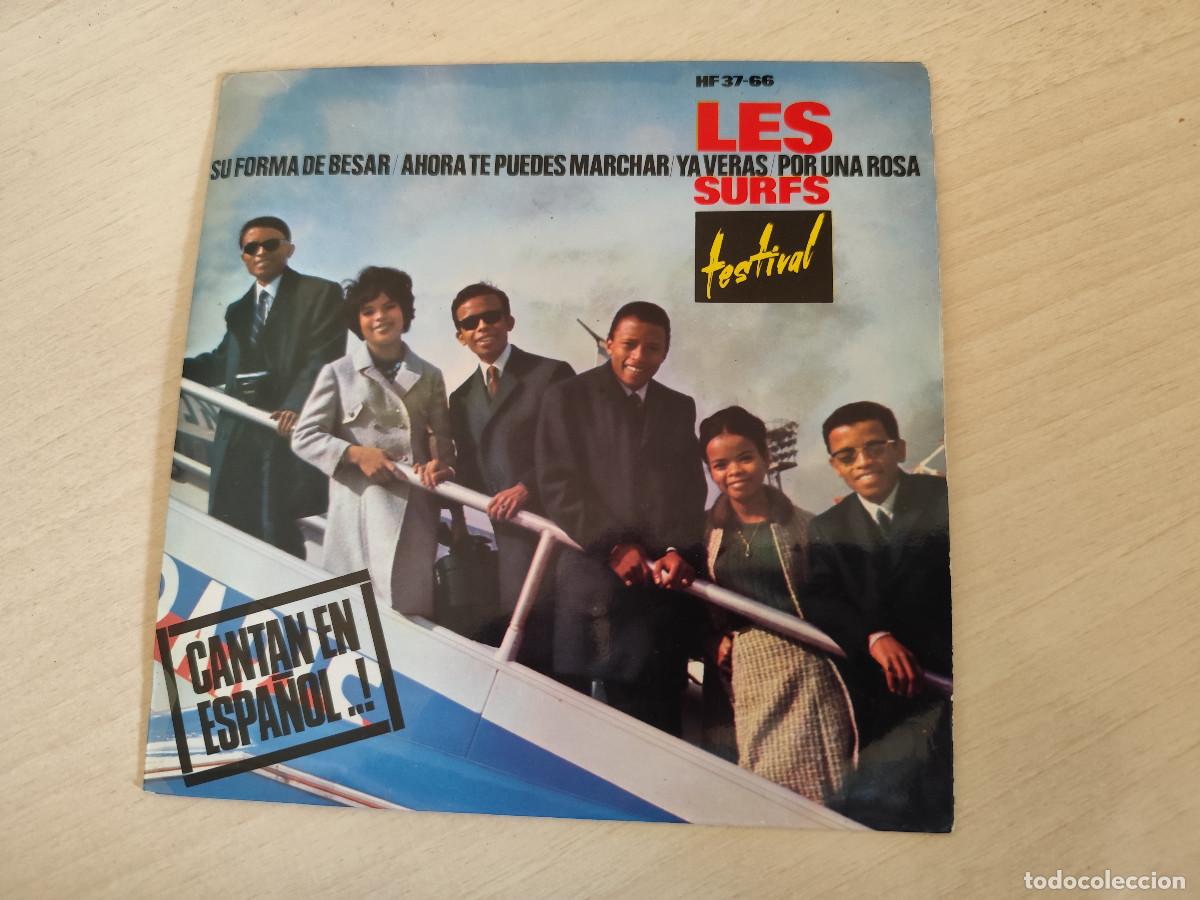 HF 37-66
LES
SU FORMA DE BESAR / AHORA TE PUEDES MARCHAR / YA VERAS / POR UNA ROSA
SURFS
festival
CANTAN EN
ESPAÑOL ..!
todocoleccion